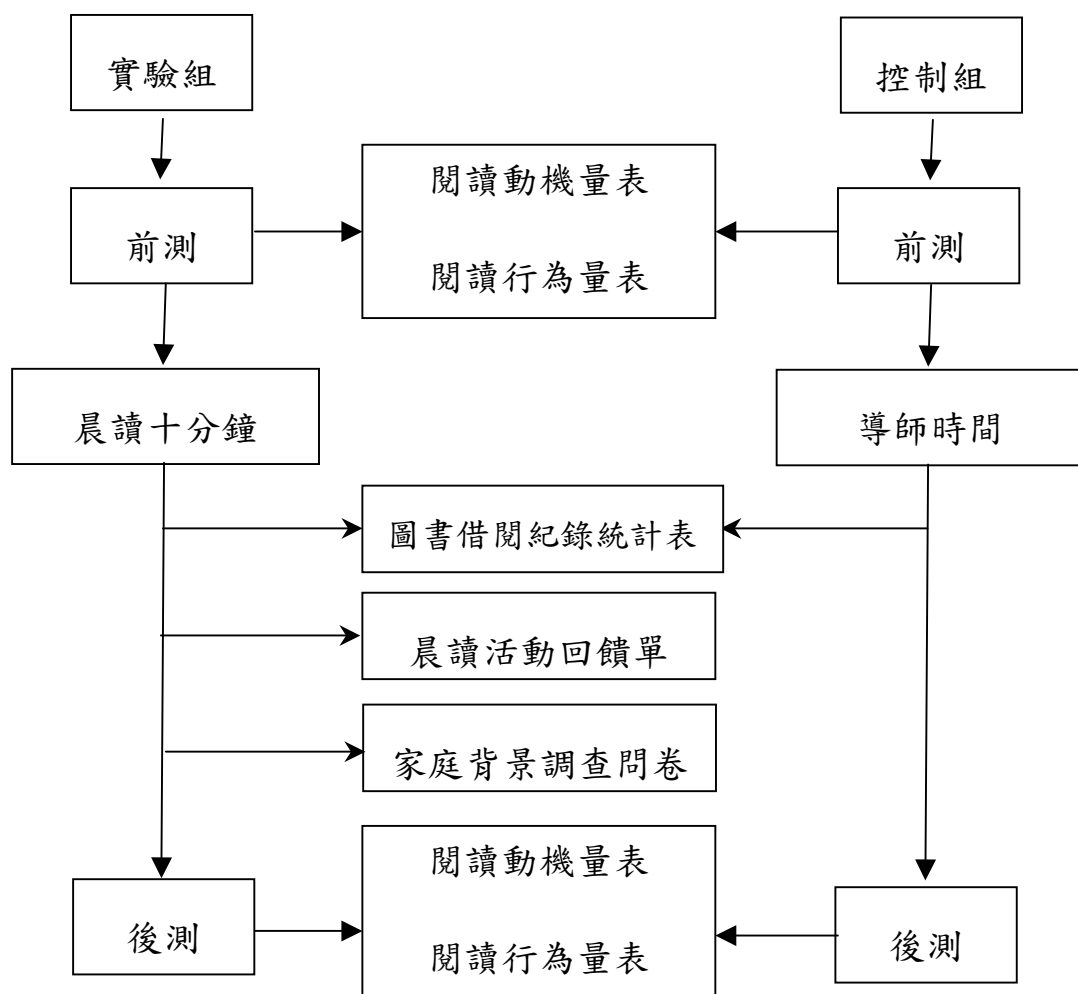 實驗組
控制組
閱讀動機量表
前測
前測
閱讀行為量表
晨讀十分鐘
導師時間
圖書借閱紀錄統計表
晨讀活動回饋單
家庭背景調查問卷
閱讀動機量表
後測
後測
閱讀行為量表